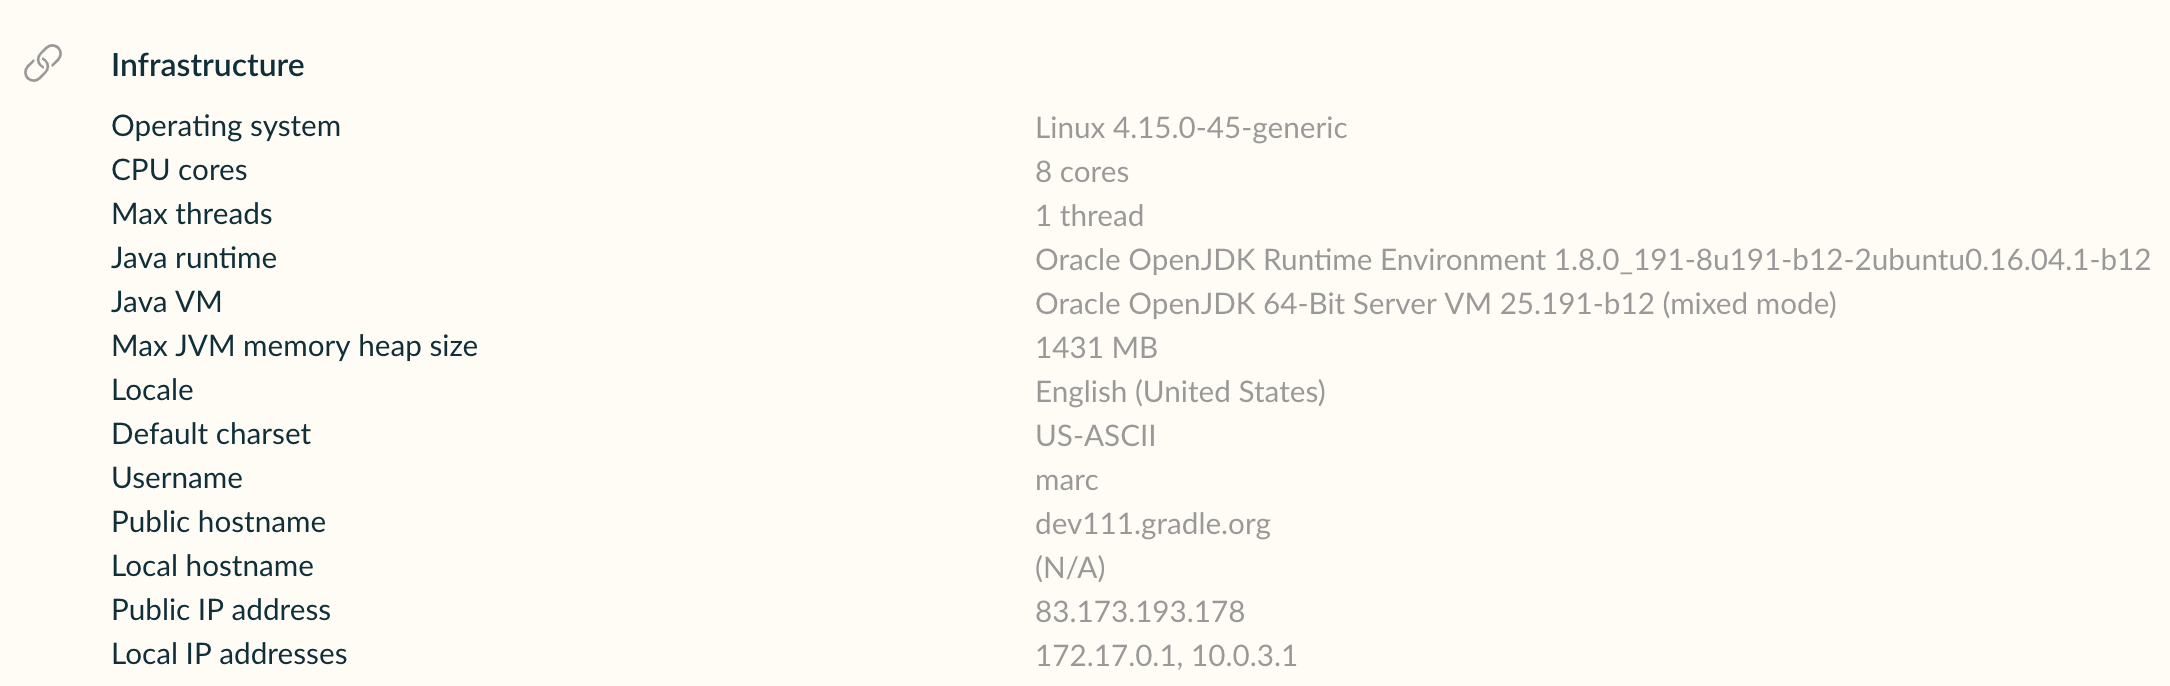 Infrastructure
Operating system Linux 4.15.0-45-generic
CPU cores 8 cores
Max threads 1 thread
Java runtime Oracle OpenJDK Runtime Environment 1.8.0_191-8u191-b12-2ubuntu0.16.04.1-b12
Java VM Oracle OpenJDK 64-Bit Server VM 25.191-b12 (mixed mode)
Max JVM memory heap size 1431 MB
Locale English (United States)
Default charset US-ASCII
Username marc
Public hostname dev111.gradle.org
Local hostname (N/A)
Public IP address 83.173.193.178
Local IP addresses 172.17.0.1, 10.0.3.1